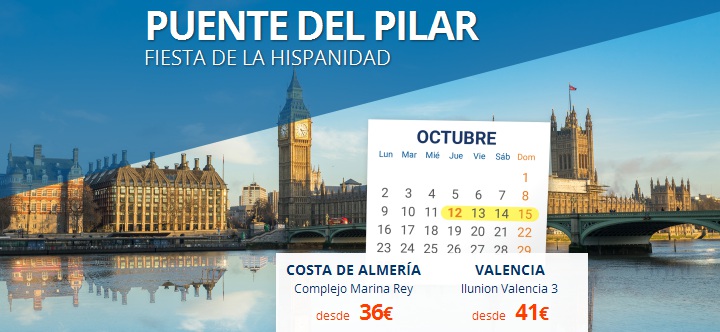 PUENTE DEL PILAR
FIESTA DE LA HISPANIDAD
OCTUBRE
Lun Mar Mié Jue Vie Sáb Dom
1
2 3 4 5 6 7 8
9 10 11 12 13 14 15
16 17 18 19 20 21 22
23 24 25 26 27 28 29
COSTA DE ALMERÍA
Complejo Marina Rey
desde 36€
VALENCIA
Ilunion Valencia 3
desde 41€